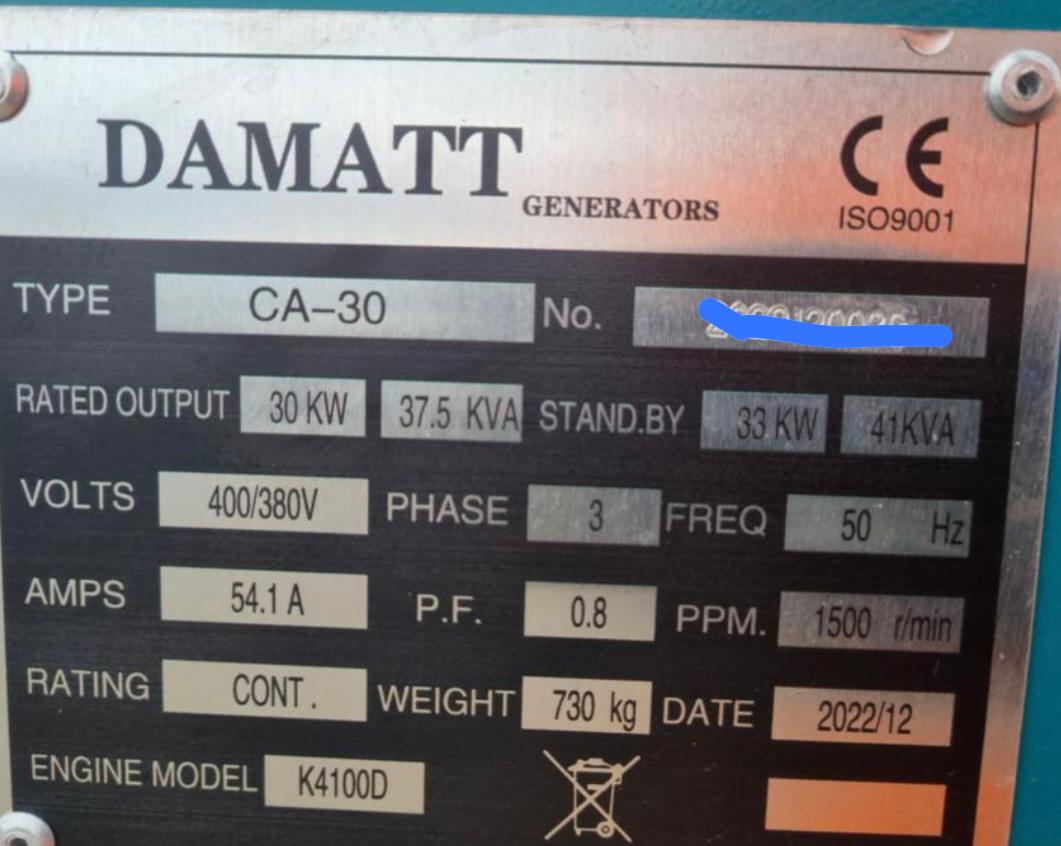 DAMATT
GENERATORS
CE
ISO9001
TYPE CA-30 No.
RATED OUTPUT 30 KW 37.5 KVA STAND.BY 33 KW 41KVA
VOLTS 400/380V PHASE 3 FREQ 50 Hz
AMPS 54.1 A P.F. 0.8 PPM. 1500 r/min
RATING CONT. WEIGHT 730 kg DATE 2022/12
ENGINE MODEL K4100D